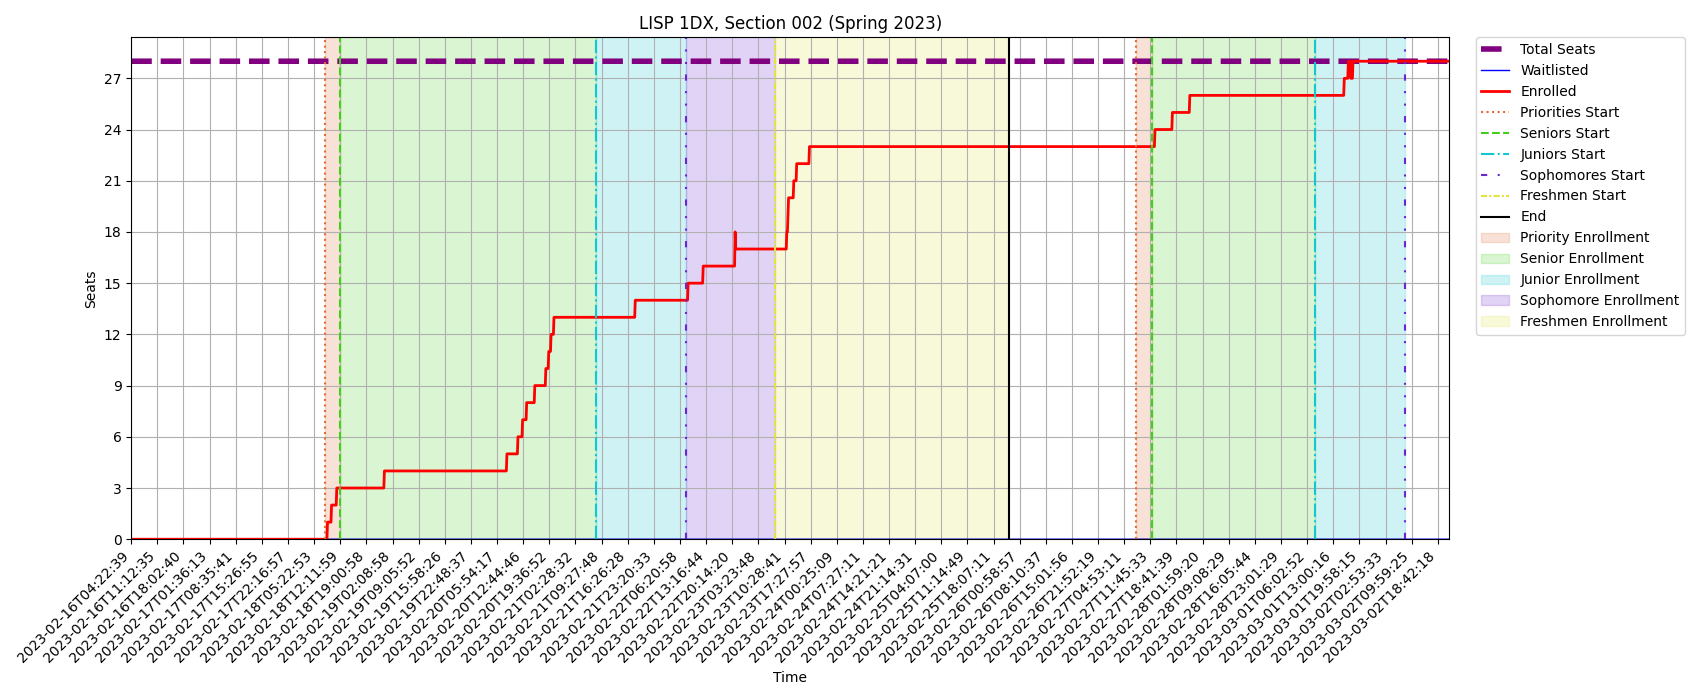 LISP 1DX, Section 002 (Spring 2023)
Seats
27
24
21
18
15
12
9
6
3
0
2023-02-16T04:22:39
2023-02-16T11:12:35
2023-02-16T18:02:40
2023-02-17T01:36:13
2023-02-17T08:35:41
2023-02-17T15:26:55
2023-02-17T22:16:57
2023-02-18T05:22:53
2023-02-18T12:11:59
2023-02-18T19:00:58
2023-02-19T02:08:58
2023-02-19T09:05:52
2023-02-19T15:58:26
2023-02-19T22:48:37
2023-02-20T05:54:17
2023-02-20T12:44:46
2023-02-20T19:36:52
2023-02-21T02:28:32
2023-02-21T09:27:48
2023-02-21T16:26:28
2023-02-21T23:20:33
2023-02-22T06:20:58
2023-02-22T13:16:44
2023-02-22T20:14:20
2023-02-23T03:23:48
2023-02-23T10:28:41
2023-02-23T17:27:57
2023-02-24T00:25:09
2023-02-24T07:27:11
2023-02-24T14:21:21
2023-02-24T21:14:31
2023-02-25T04:07:00
2023-02-25T11:14:49
2023-02-25T18:07:11
2023-02-26T00:58:57
2023-02-26T08:10:37
2023-02-26T15:01:56
2023-02-26T21:52:19
2023-02-27T04:53:11
2023-02-27T11:45:33
2023-02-27T18:41:39
2023-02-28T01:59:20
2023-02-28T09:08:29
2023-02-28T16:05:44
2023-02-28T23:01:29
2023-03-01T06:02:52
2023-03-01T13:00:16
2023-03-01T19:58:15
2023-03-02T02:53:33
2023-03-02T09:59:25
2023-03-02T18:42:18
Time
Total Seats
Waitlisted
Enrolled
Priorities Start
Seniors Start
Juniors Start
Sophomores Start
Freshmen Start
End
Priority Enrollment
Senior Enrollment
Junior Enrollment
Sophomore Enrollment
Freshmen Enrollment